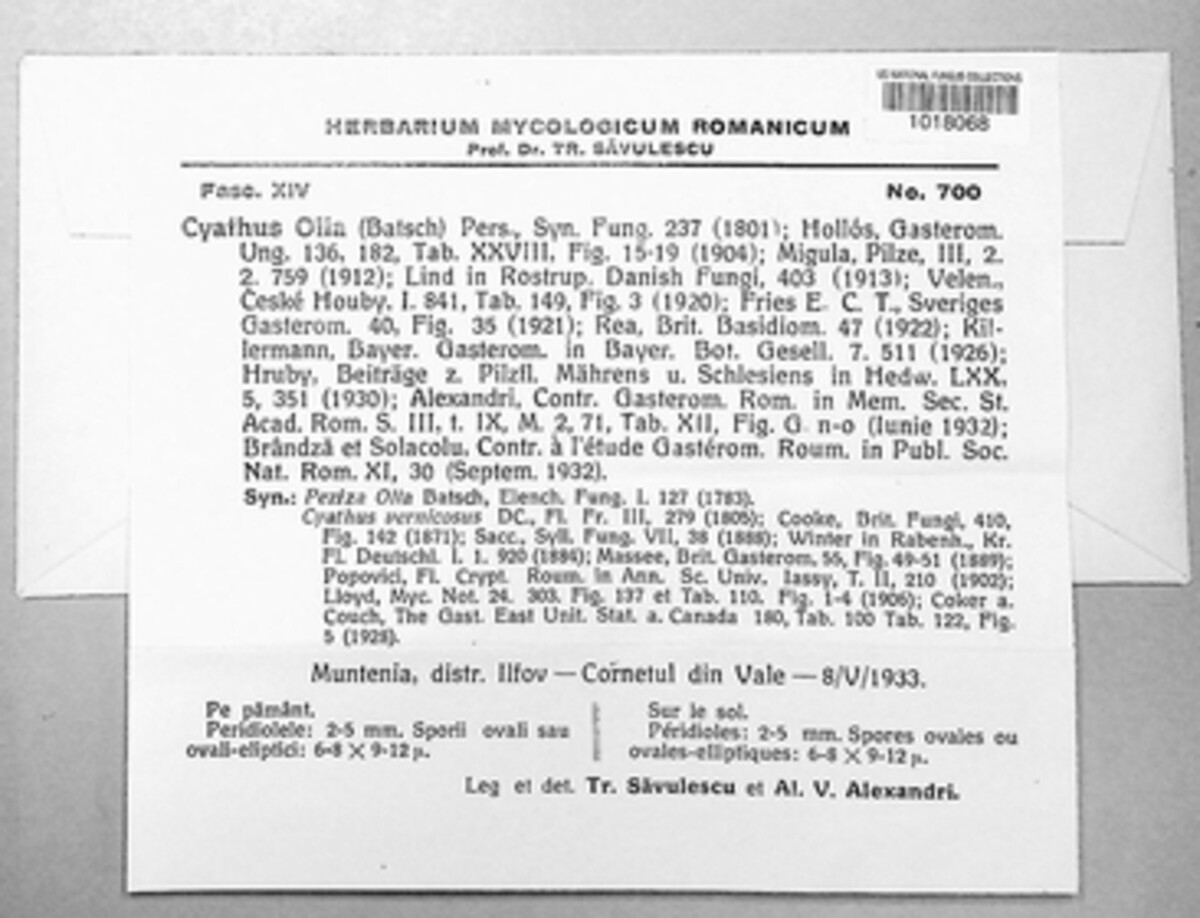 US NATIONAL FUNGUS COLLECTIONS
1018068
HERBARIUM MYCOLOGICUM ROMANICUM
Prof. Dr. TR. SĂVULESCU
Fasc. XIV No. 700
Cyathus Olla (Batsch) Pers., Syn. Fung. 237 (1801); Hollós, Gasterom.
Ung. 136, 182, Tab. XXVIII, Fig. 15-19 (1904); Migula, Pilze, III, 2.
2. 759 (1912); Lind in Rostrup. Danish Fungi, 403 (1913); Velen.,
České Houby, I. 841, Tab. 149, Fig. 3 (1920); Fries E. C. T., Sveriges
Gasterom. 40, Fig. 35 (1921); Rea, Brit. Basidiom. 47 (1922); Kil-
lermann, Bayer. Gasterom. in Bayer. Bot. Gesell. 7. 511 (1926);
Hruby, Beiträge z. Pilzfl. Mährens u. Schlesiens in Hedw. LXX,
5, 351 (1930); Alexandri, Contr. Gasterom. Rom. in Mem. Sec. St.
Acad. Rom. S. III, t. IX, M. 2, 71, Tab. XII, Fig. G n-o (Iunie 1932);
Brândză et Solacolu, Contr. à l'étude Gastérom. Roum. in Publ. Soc.
Nat. Rom. XI, 30 (Septem. 1932).
Syn.: Peziza Olla Batsch, Elench. Fung. I. 127 (1783).
Cyathus vernicosus DC., Fl. Fr. III, 279 (1805); Cooke, Brit. Fungi, 410,
Fig. 142 (1871); Sacc., Syll. Fung. VII, 38 (1888); Winter in Rabenh., Kr.
Fl. Deutschl. I. 1. 920 (1884); Massee, Brit. Gasterom. 55, Fig. 49-51 (1889);
Popovici, Fl. Crypt. Roum. in Ann. Sc. Univ. Iassy, T. II, 210 (1902);
Lloyd, Myc. Not. 24, 303, Fig. 137 et Tab. 110, Fig. 1-4 (1906); Coker a.
Couch, The Gast. East Unit. Stat. a. Canada 180, Tab. 100 Tab. 122, Fig.
5 (1928).
Muntenia, distr. Ilfov — Cornetul din Vale — 8/V/1933.
Pe pământ.
Peridiolele: 2-5 mm. Sporii ovali sau
ovali-eliptici: 6-8 × 9-12 µ.
Sur le sol.
Péridioles: 2-5 mm. Spores ovales ou
ovales-elliptiques: 6-8 × 9-12 µ.
Leg et det. Tr. Săvulescu et Al. V. Alexandri.